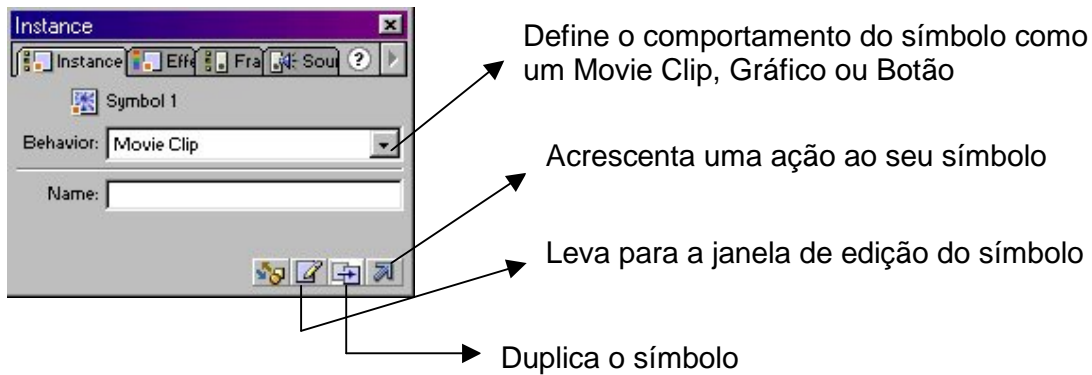 Instance
Instance Effe Fra Sou ?
Symbol 1
Behavior: Movie Clip
Name:
Define o comportamento do símbolo como
um Movie Clip, Gráfico ou Botão
Acrescenta uma ação ao seu símbolo
Leva para a janela de edição do símbolo
Duplica o símbolo